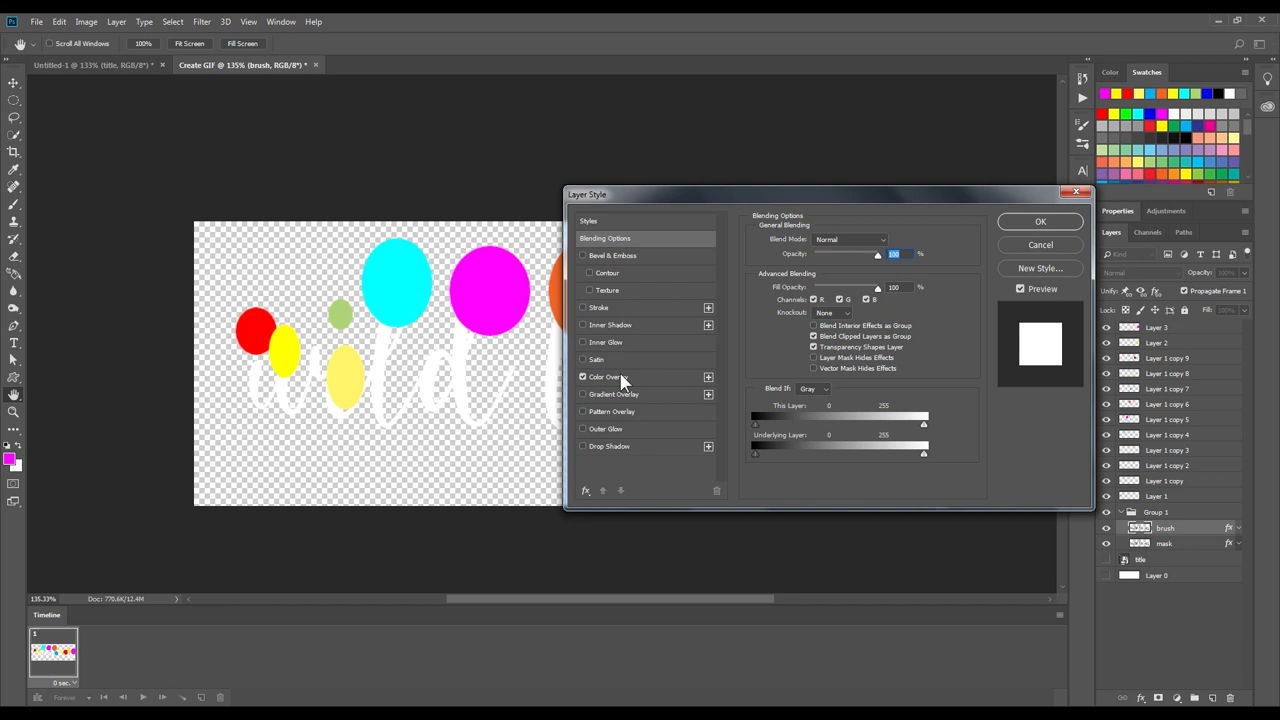 Ps File Edit Image Layer Type Select Filter 3D View Window Help
Scroll All Windows 100% Fit Screen Fill Screen
Untitled-1 @ 133% (title, RGB/8*) * × Create GIF @ 135% (brush, RGB/8*) * ×
Color Swatches
Layer Style
Styles
Blending Options
Bevel & Emboss
Contour
Texture
Stroke
Inner Shadow
Inner Glow
Satin
Color Overlay
Gradient Overlay
Pattern Overlay
Outer Glow
Drop Shadow
fx
Blending Options
General Blending
Blend Mode: Normal
Opacity: 100 %
Advanced Blending
Fill Opacity: 100 %
Channels: R G B
Knockout: None
Blend Interior Effects as Group
Blend Clipped Layers as Group
Transparency Shapes Layer
Layer Mask Hides Effects
Vector Mask Hides Effects
Blend If: Gray
This Layer: 0 255
Underlying Layer: 0 255
OK
Cancel
New Style...
Preview
Properties Adjustments
Layers Channels Paths
Kind
Normal Opacity: 100%
Unify: Propagate Frame 1
Lock: Fill: 100%
Layer 3
Layer 2
Layer 1 copy 9
Layer 1 copy 8
Layer 1 copy 7
Layer 1 copy 6
Layer 1 copy 5
Layer 1 copy 4
Layer 1 copy 3
Layer 1 copy 2
Layer 1 copy
Layer 1
Group 1
brush fx
mask fx
title
Layer 0
wild
135.33% Doc: 770.6K/12.4M
Timeline
1
0 sec.
Forever